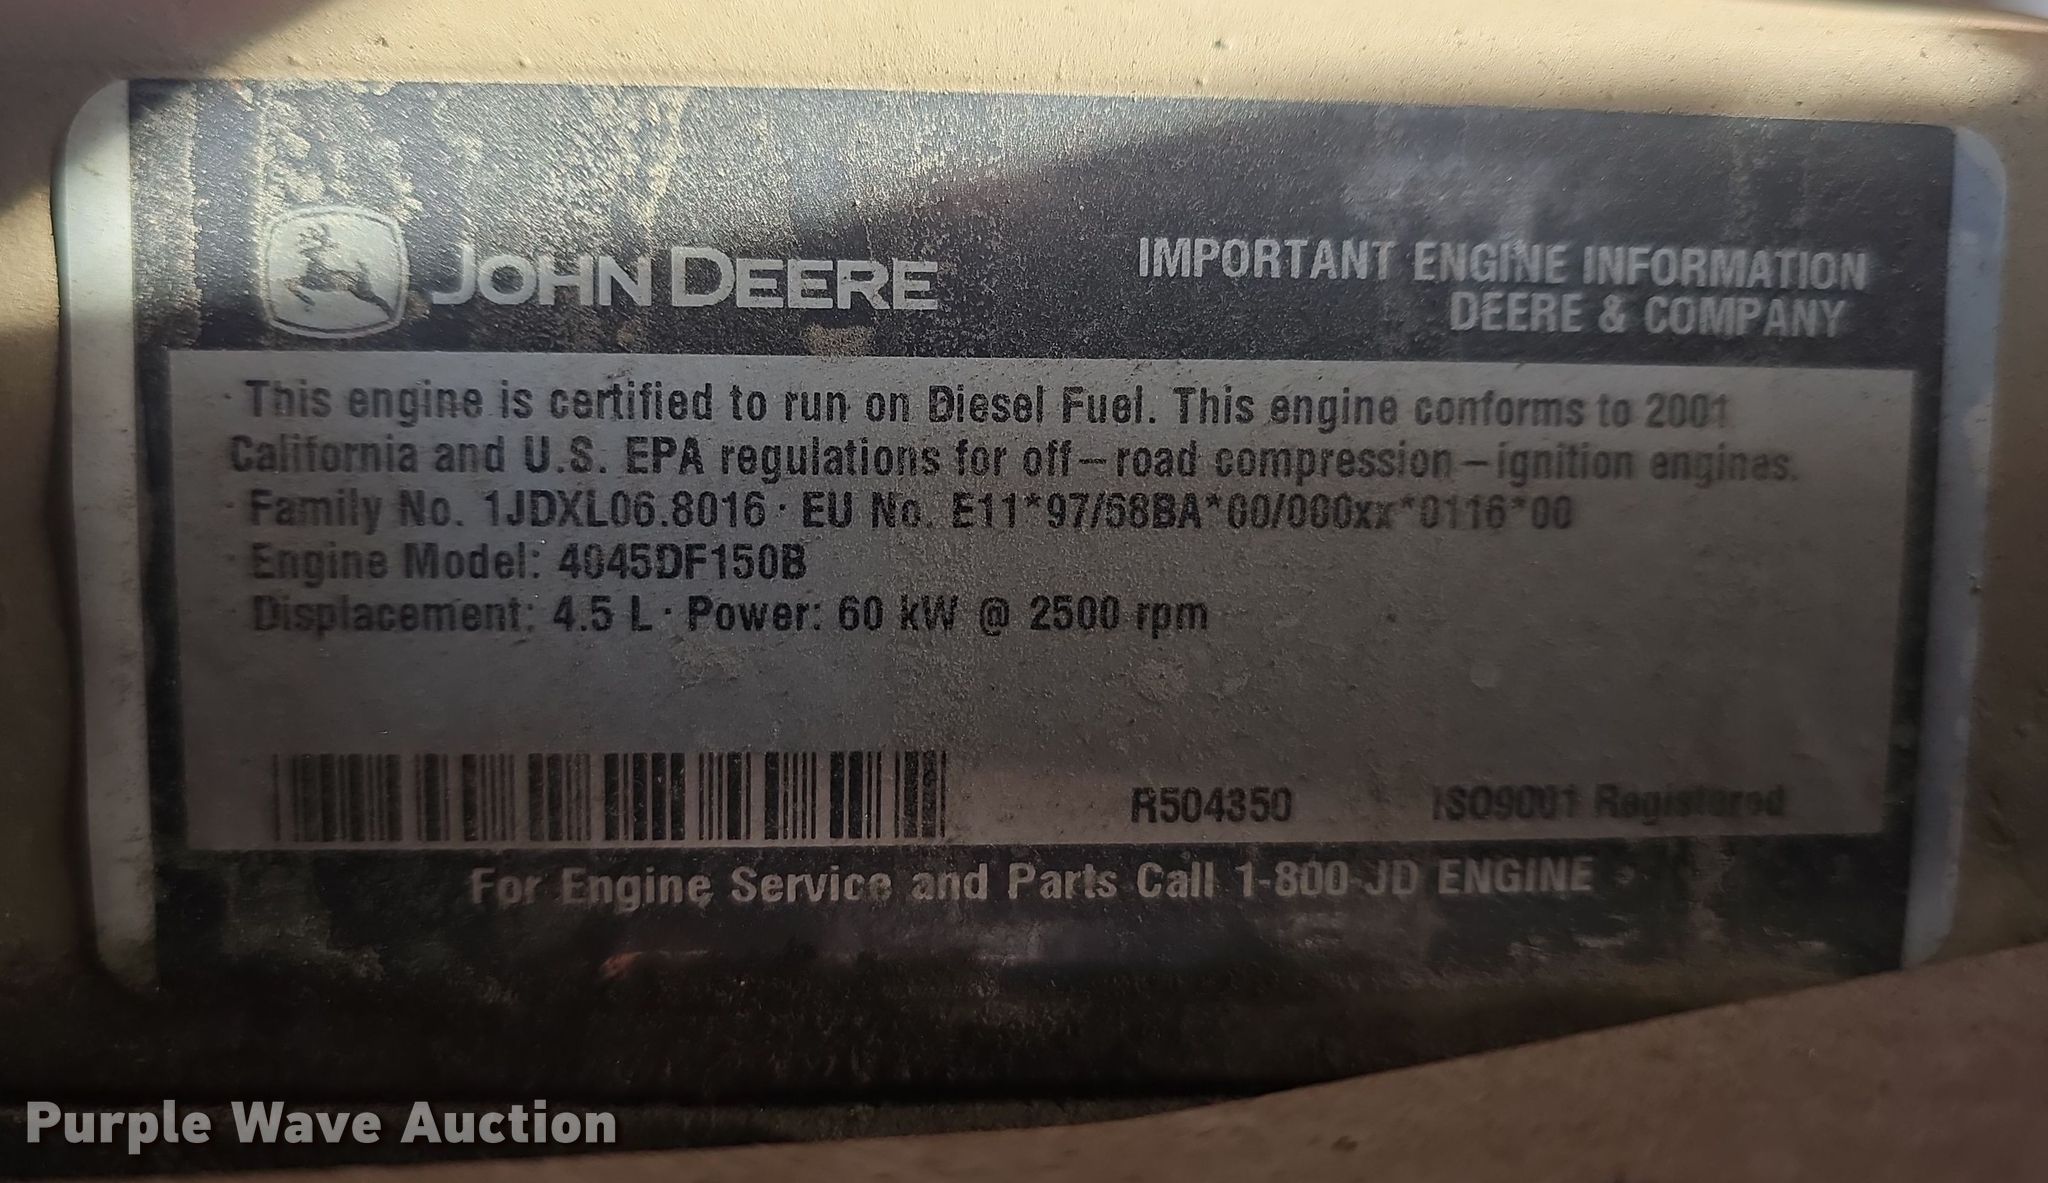 JOHN DEERE
IMPORTANT ENGINE INFORMATION
DEERE & COMPANY
· This engine is certified to run on Diesel Fuel. This engine conforms to 2001
California and U.S. EPA regulations for off-road compression-ignition engines.
· Family No. 1JDXL06.8016 · EU No. E11*97/68BA*00/000xx*0116*00
· Engine Model: 4045DF150B
Displacement: 4.5 L · Power: 60 kW @ 2500 rpm
R504350 ISO9001 Registered
For Engine Service and Parts Call 1-800-JD ENGINE
Purple Wave Auction